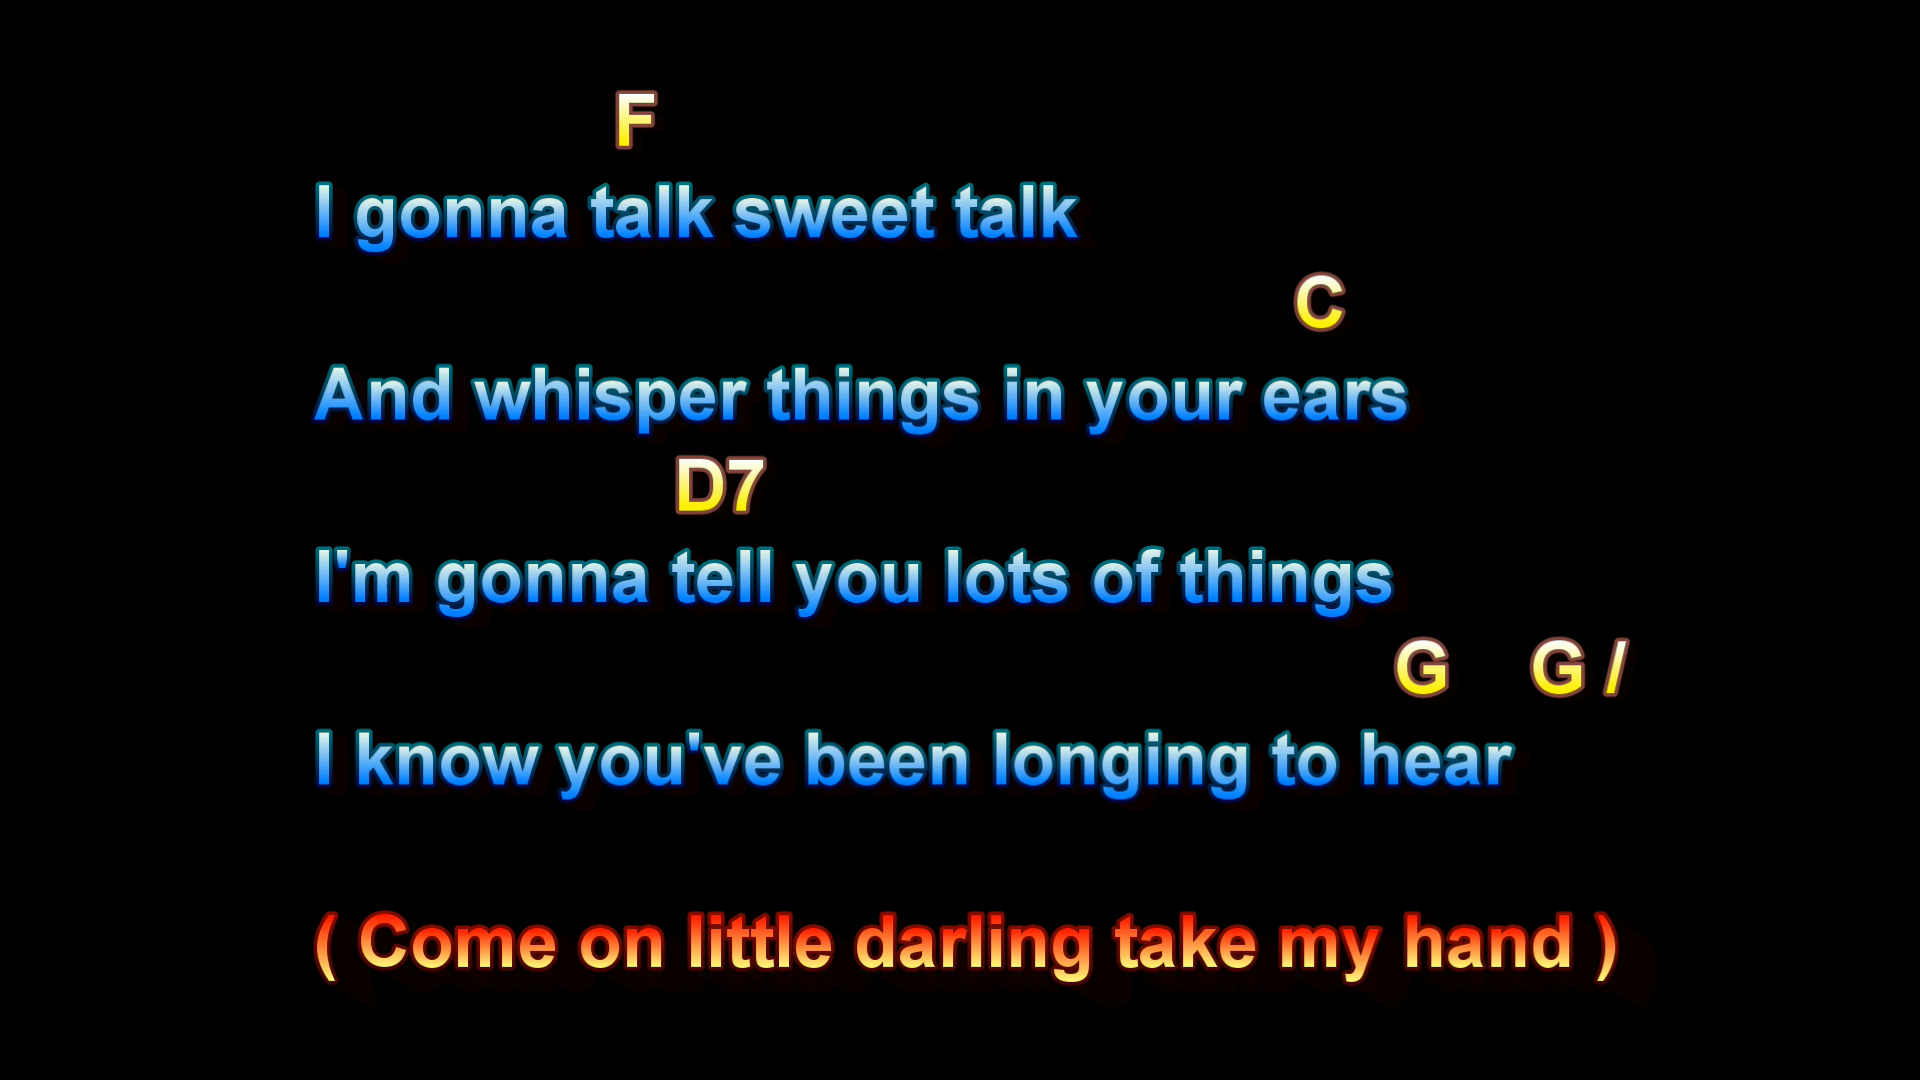 F
I gonna talk sweet talk
C
And whisper things in your ears
D7
I'm gonna tell you lots of things
G G /
I know you've been longing to hear
( Come on little darling take my hand )